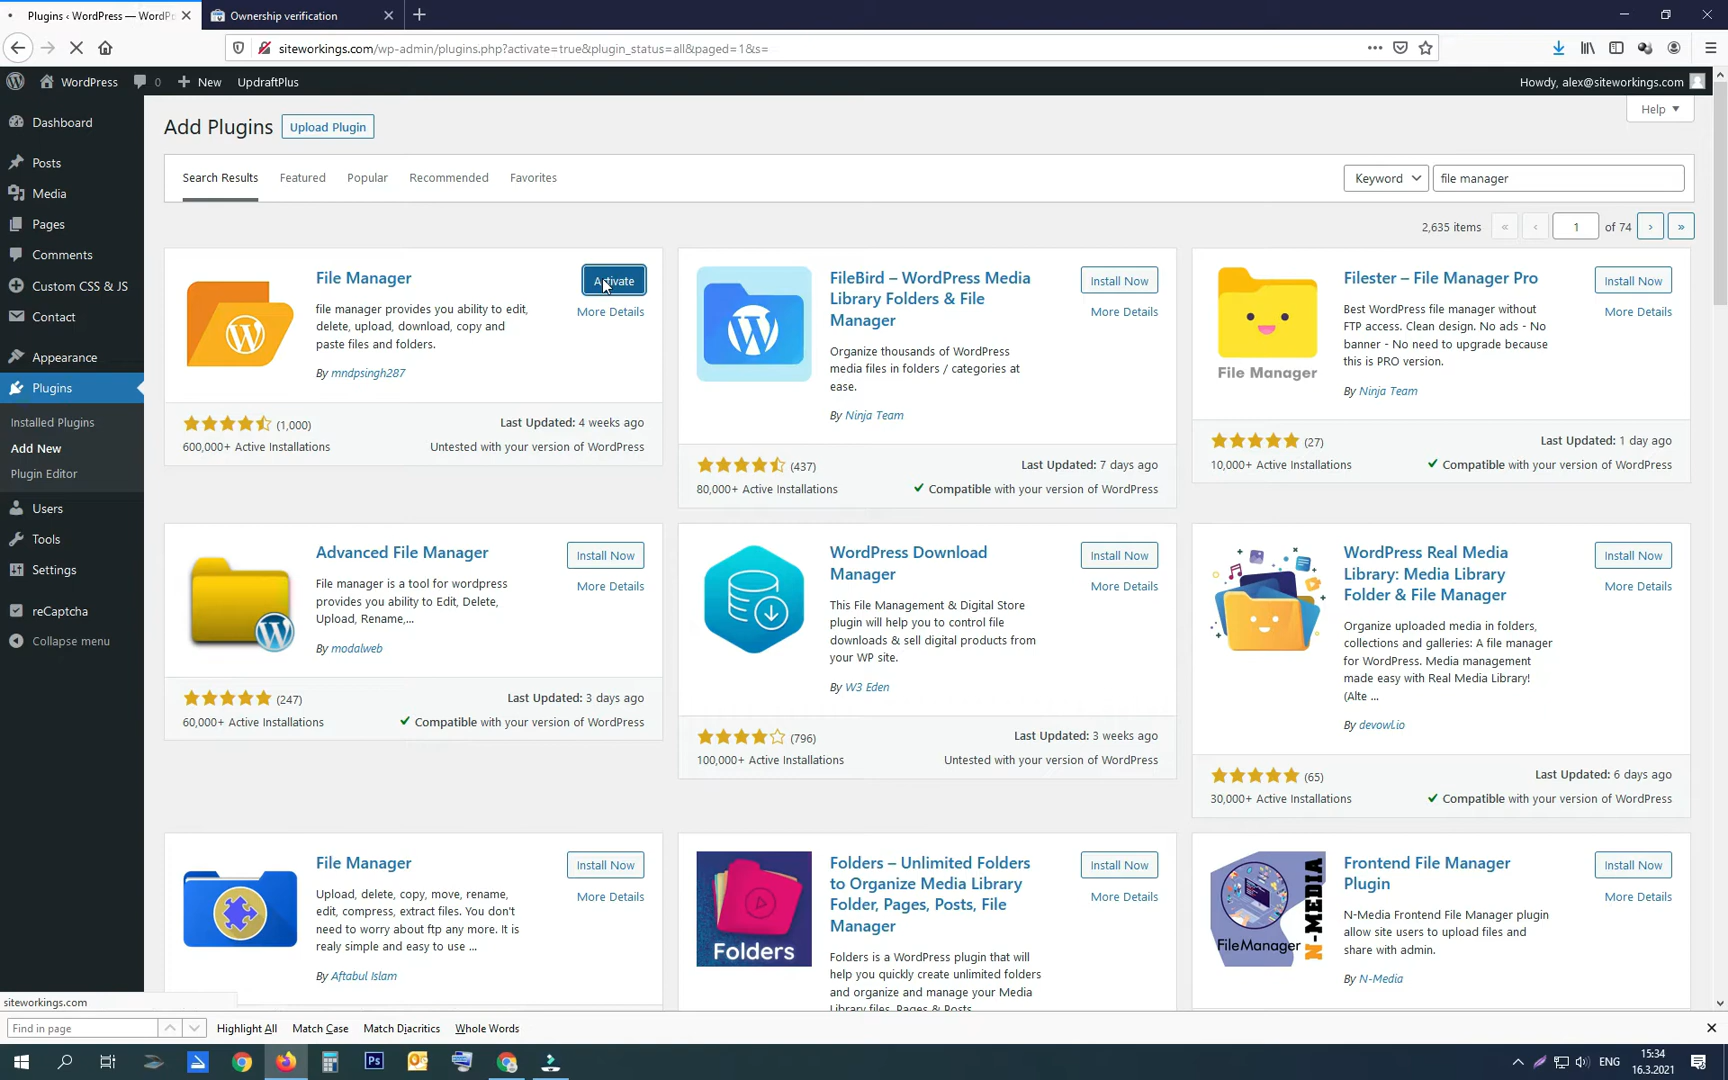 Plugins ‹ WordPress — WordP
Ownership verification
siteworkings.com/wp-admin/plugins.php?activate=true&plugin_status=all&paged=1&s=
WordPress
0
New
UpdraftPlus
Howdy, alex@siteworkings.com
Help
Add Plugins
Upload Plugin
Dashboard
Posts
Media
Pages
Comments
Custom CSS & JS
Contact
Appearance
Plugins
Installed Plugins
Add New
Plugin Editor
Users
Tools
Settings
reCaptcha
Collapse menu
Search Results
Featured
Popular
Recommended
Favorites
Keyword
file manager
2,635 items
«
‹
1
of 74
›
»
File Manager
Activate
More Details
file manager provides you ability to edit,
delete, upload, download, copy and
paste files and folders.
By mndpsingh287
(1,000)
Last Updated: 4 weeks ago
600,000+ Active Installations
Untested with your version of WordPress
FileBird – WordPress Media
Library Folders & File
Manager
Install Now
More Details
Organize thousands of WordPress
media files in folders / categories at
ease.
By Ninja Team
(437)
Last Updated: 7 days ago
80,000+ Active Installations
Compatible with your version of WordPress
File Manager
Filester – File Manager Pro
Install Now
More Details
Best WordPress file manager without
FTP access. Clean design. No ads - No
banner - No need to upgrade because
this is PRO version.
By Ninja Team
(27)
Last Updated: 1 day ago
10,000+ Active Installations
Compatible with your version of WordPress
Advanced File Manager
Install Now
More Details
File manager is a tool for wordpress
provides you ability to Edit, Delete,
Upload, Rename,...
By modalweb
(247)
Last Updated: 3 days ago
60,000+ Active Installations
Compatible with your version of WordPress
WordPress Download
Manager
Install Now
More Details
This File Management & Digital Store
plugin will help you to control file
downloads & sell digital products from
your WP site.
By W3 Eden
(796)
Last Updated: 3 weeks ago
100,000+ Active Installations
Untested with your version of WordPress
WordPress Real Media
Library: Media Library
Folder & File Manager
Install Now
More Details
Organize uploaded media in folders,
collections and galleries: A file manager
for WordPress. Media management
made easy with Real Media Library!
(Alte ...
By devowl.io
(65)
Last Updated: 6 days ago
30,000+ Active Installations
Compatible with your version of WordPress
File Manager
Install Now
More Details
Upload, delete, copy, move, rename,
edit, compress, extract files. You don't
need to worry about ftp any more. It is
realy simple and easy to use ...
By Aftabul Islam
Folders
Folders – Unlimited Folders
to Organize Media Library
Folder, Pages, Posts, File
Manager
Install Now
More Details
Folders is a WordPress plugin that will
help you quickly create unlimited folders
and organize and manage your Media
Library files, Pages & Posts
FileManager
N-MEDIA
Frontend File Manager
Plugin
Install Now
More Details
N-Media Frontend File Manager plugin
allow site users to upload files and
share with admin.
By N-Media
siteworkings.com
Find in page
Highlight All
Match Case
Match Diacritics
Whole Words
Ps
ENG
15:34
16.3.2021